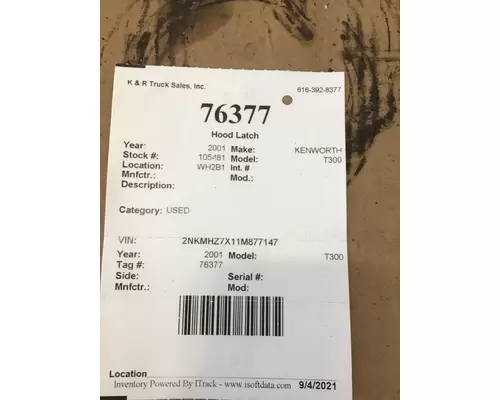 K & R Truck Sales, Inc. 616-392-8377
76377
Hood Latch
Year: 2001 Make: KENWORTH
Stock #: 105481 Model: T300
Location: WH2B1 Int. #
Mnfctr.: Mod.:
Description:
Category: USED
VIN: 2NKMHZ7X11M877147
Year: 2001 Model: T300
Tag #: 76377
Side: Serial #:
Mnfctr.: Mod:
Location
Inventory Powered By ITrack - www.isoftdata.com 9/4/2021